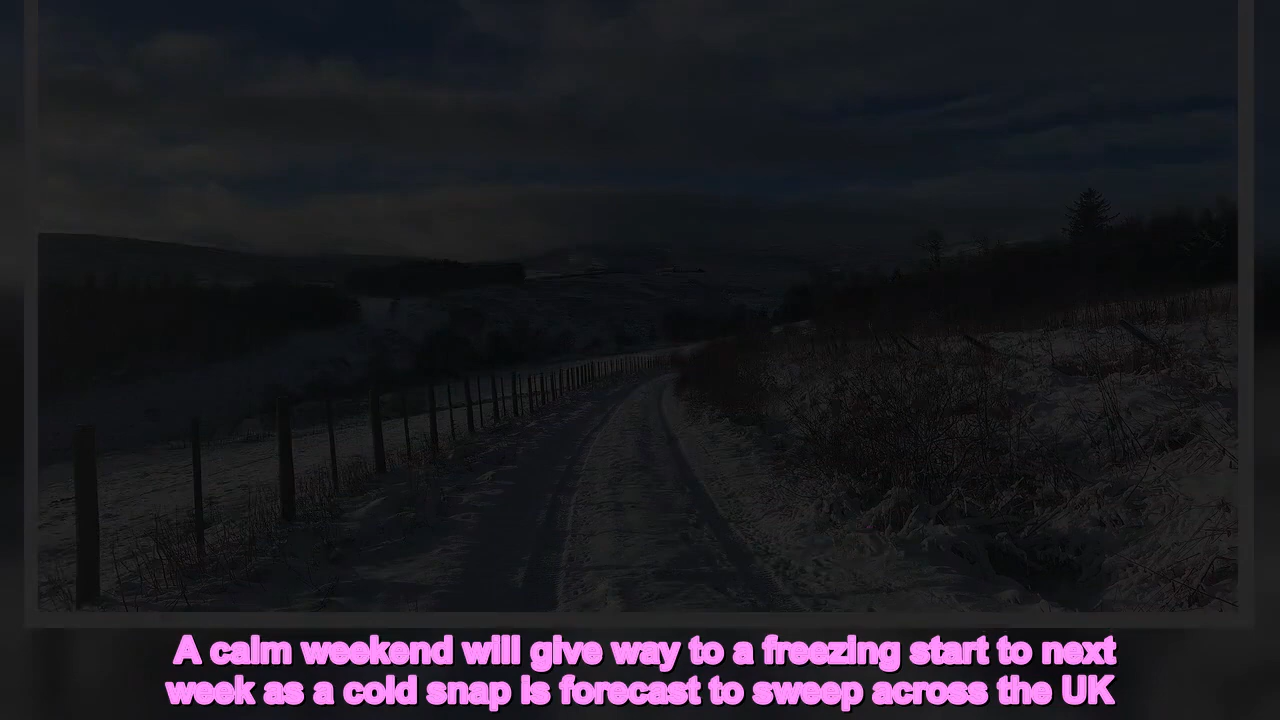 A calm weekend will give way to a freezing start to next
week as a cold snap is forecast to sweep across the UK